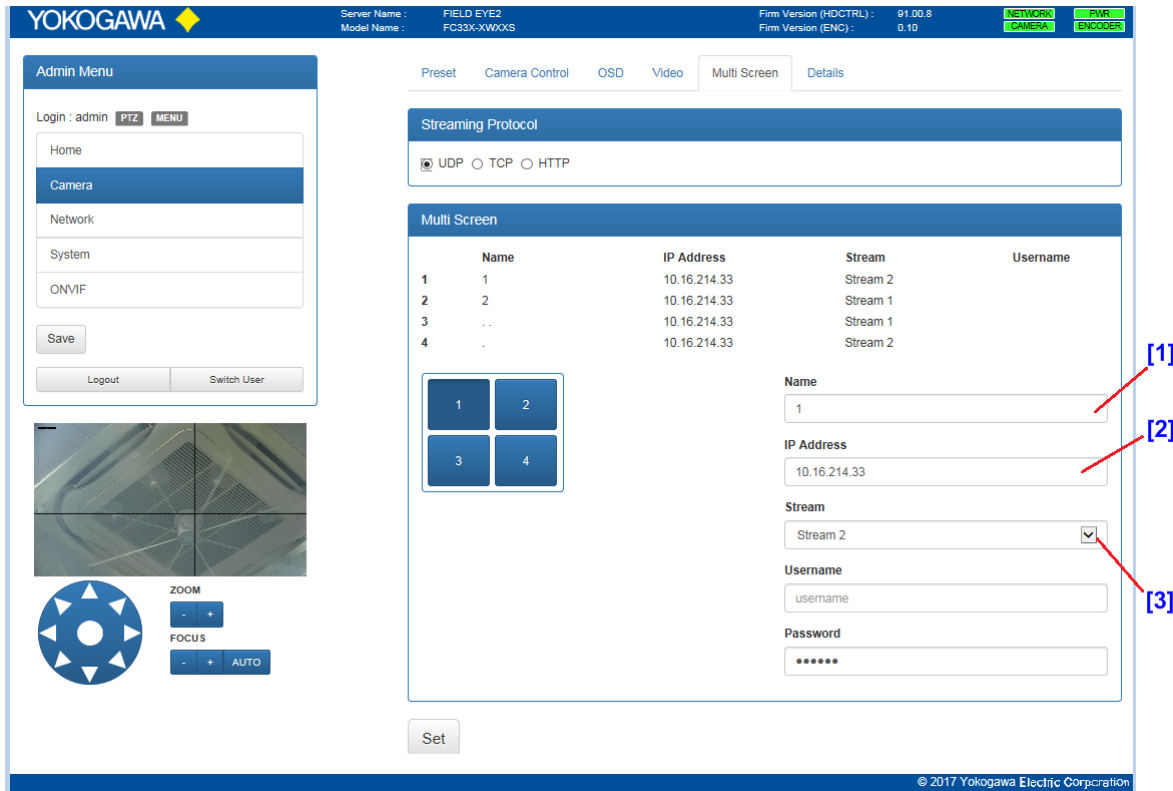 YOKOGAWA
Server Name : FIELD EYE2
Model Name : FC33X-XWXXS
Firm Version (HDCTRL) : 91.00.8
Firm Version (ENC) : 0.10
NETWORK PWR
CAMERA ENCODER
Admin Menu
Login : admin PTZ MENU
Home
Camera
Network
System
ONVIF
Save
Logout Switch User
ZOOM
- +
FOCUS
- + AUTO
Preset Camera Control OSD Video Multi Screen Details
Streaming Protocol
UDP TCP HTTP
Multi Screen
Name IP Address Stream Username
1 1 10.16.214.33 Stream 2
2 2 10.16.214.33 Stream 1
3 . . 10.16.214.33 Stream 1
4 . 10.16.214.33 Stream 2
1 2
3 4
Name
1
IP Address
10.16.214.33
Stream
Stream 2
Username
username
Password
••••••
[1]
[2]
[3]
Set
© 2017 Yokogawa Electric Corporation